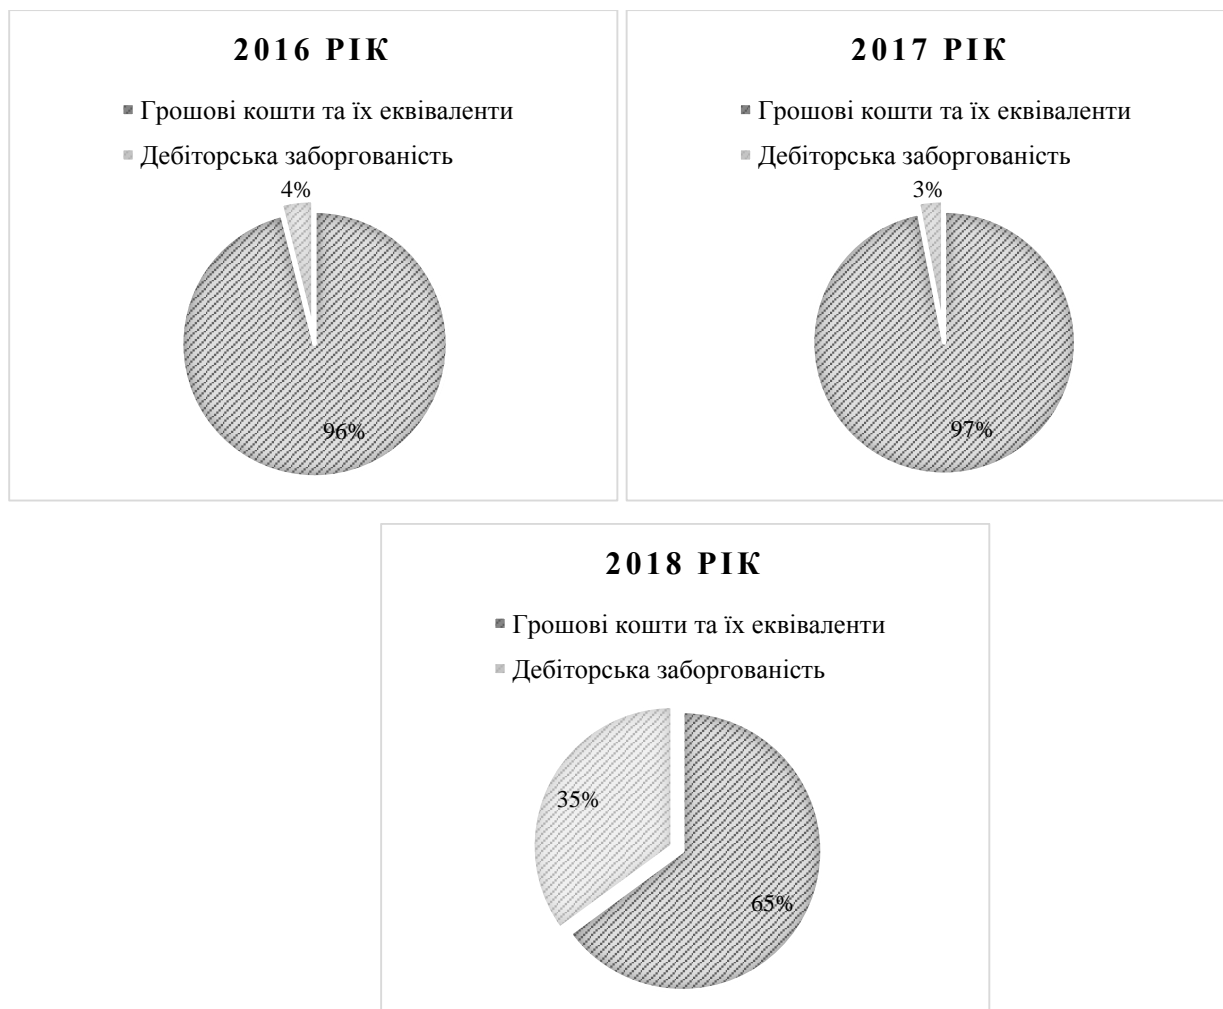 2016 РІК
Грошові кошти та їх еквіваленти
Дебіторська заборгованість
4%
96%
2017 РІК
Грошові кошти та їх еквіваленти
Дебіторська заборгованість
3%
97%
2018 РІК
Грошові кошти та їх еквіваленти
Дебіторська заборгованість
35%
65%